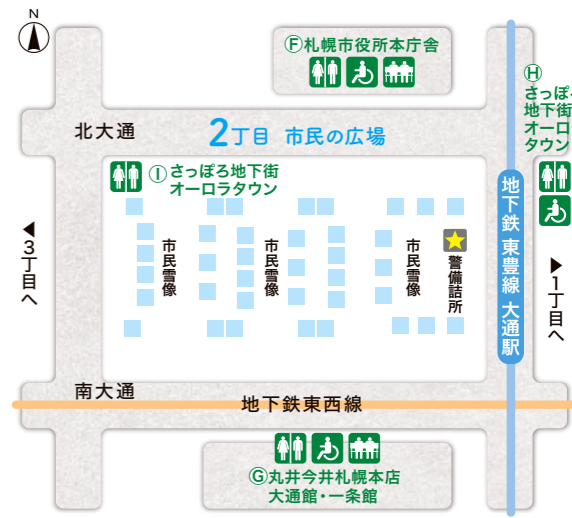 N
Ⓕ札幌市役所本庁舎
Ⓗ
さっぽろ
地下街
オーロラ
タウン
北大通
2丁目 市民の広場
Ⓘさっぽろ地下街
オーロラタウン
◀3丁目へ
市民雪像
市民雪像
市民雪像
警備詰所
地下鉄 東豊線 大通駅
▶1丁目へ
南大通
地下鉄東西線
Ⓖ丸井今井札幌本店
大通館・一条館